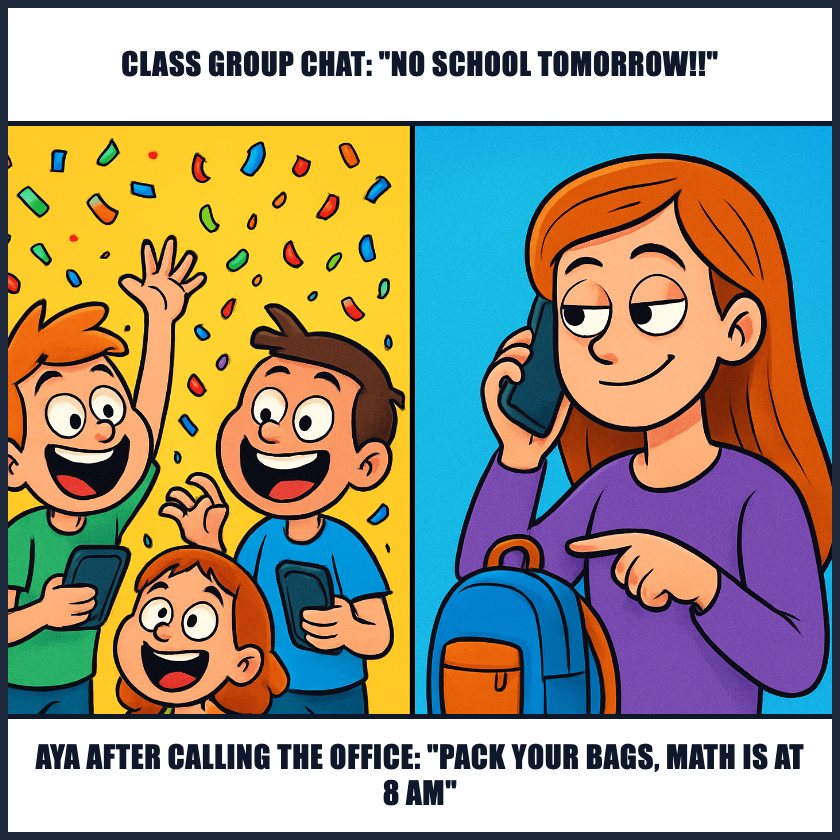 CLASS GROUP CHAT: "NO SCHOOL TOMORROW!!"
AYA AFTER CALLING THE OFFICE: "PACK YOUR BAGS, MATH IS AT
8 AM"